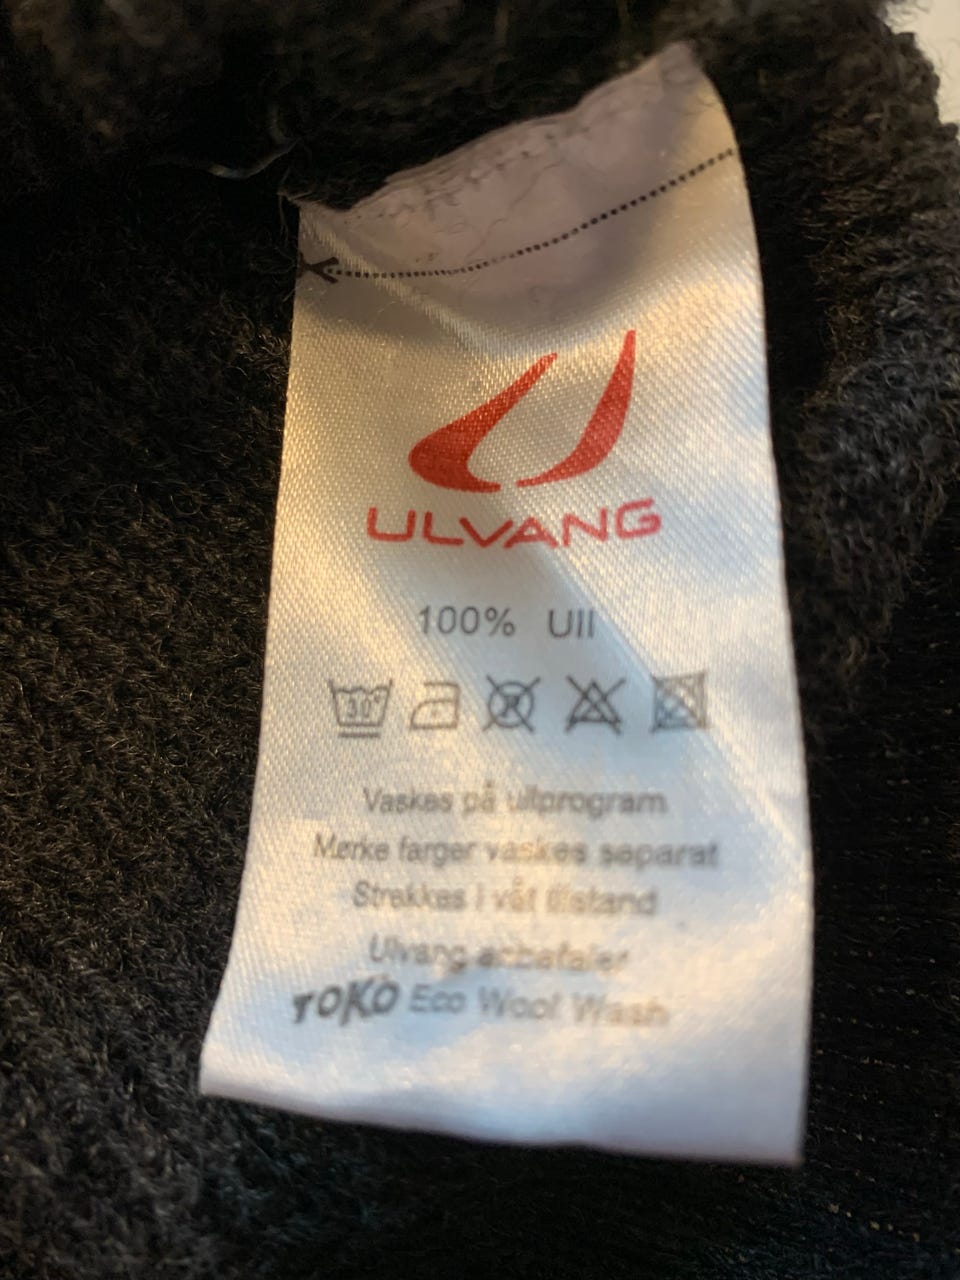 ULVANG
100% Ull
30°
Vaskes på ullprogram
Mørke farger vaskes separat
Strekkes i våt tilstand
Ulvang anbefaler
TOKO Eco Wool Wash